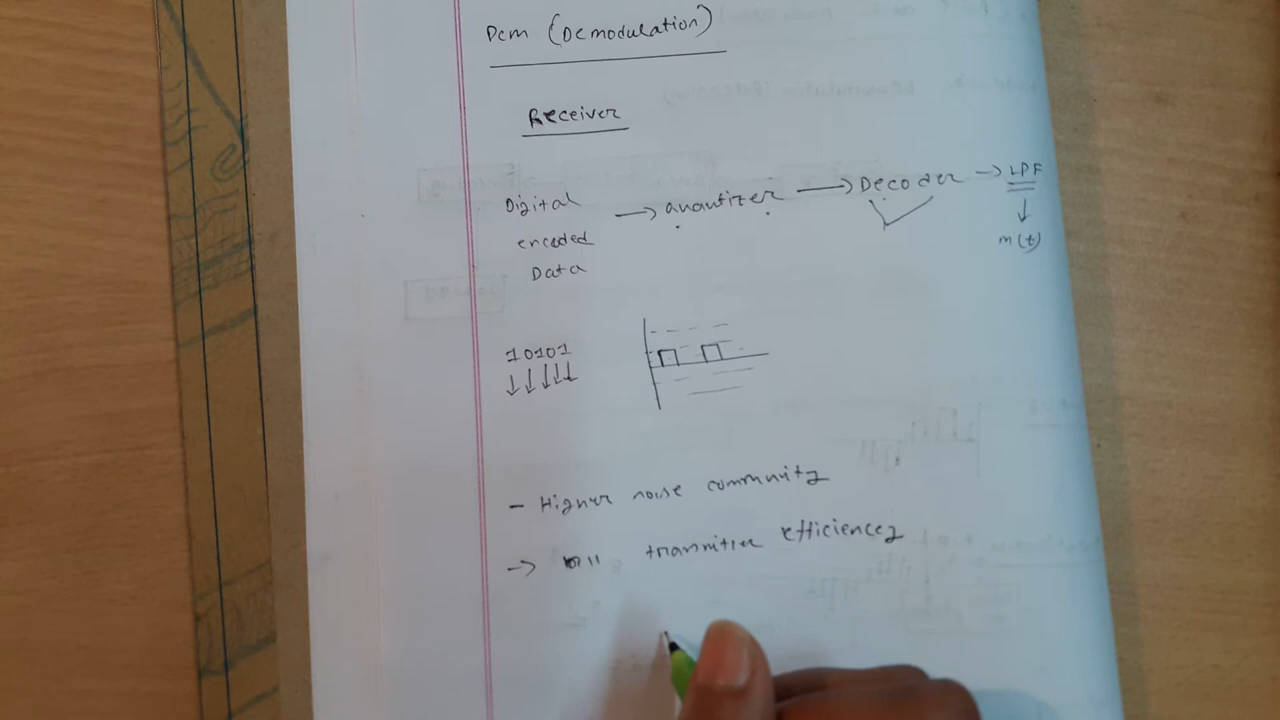 Pcm (Demodulation)
Receiver
Digital encoded Data → Quantizer → Decoder → LPF
↓
m(t)
10101
↓↓↓↓↓
- Higher noise community
→ " transmitter efficiency